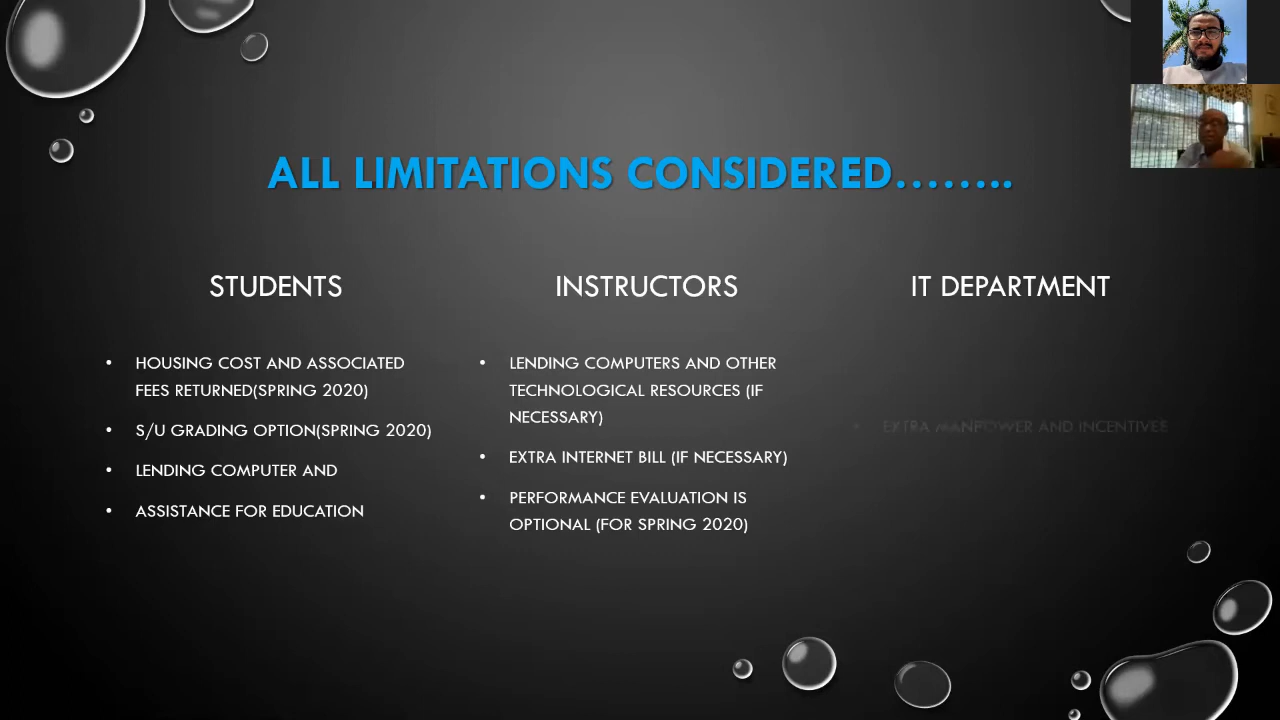 ALL LIMITATIONS CONSIDERED……..
STUDENTS
HOUSING COST AND ASSOCIATED
FEES RETURNED(SPRING 2020)
S/U GRADING OPTION(SPRING 2020)
LENDING COMPUTER AND
ASSISTANCE FOR EDUCATION
INSTRUCTORS
LENDING COMPUTERS AND OTHER
TECHNOLOGICAL RESOURCES (IF
NECESSARY)
EXTRA INTERNET BILL (IF NECESSARY)
PERFORMANCE EVALUATION IS
OPTIONAL (FOR SPRING 2020)
IT DEPARTMENT
EXTRA MANPOWER AND INCENTIVES